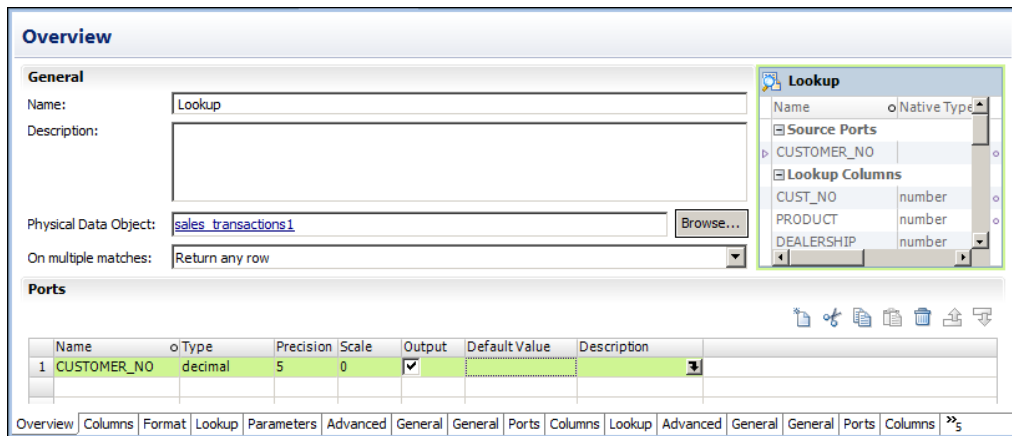 Overview
General
Name: Lookup
Description:
Physical Data Object: sales_transactions1 Browse...
On multiple matches: Return any row
Lookup
Name Native Type
Source Ports
CUSTOMER_NO
Lookup Columns
CUST_NO number
PRODUCT number
DEALERSHIP number
Ports
Name Type Precision Scale Output Default Value Description
1 CUSTOMER_NO decimal 5 0
Overview Columns Format Lookup Parameters Advanced General General Ports Columns Lookup Advanced General General Ports Columns »5